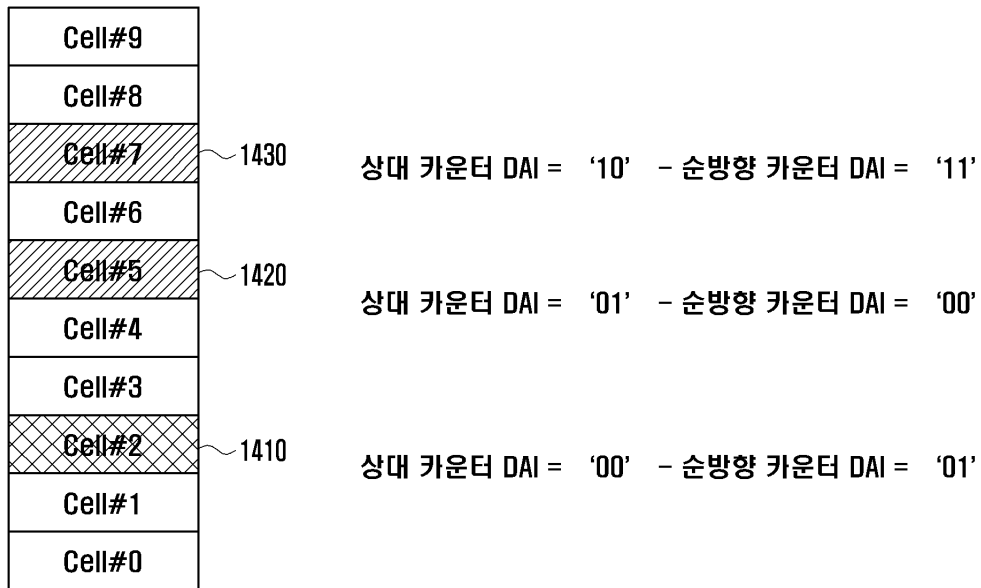 Cell#9
Cell#8
Cell#7 1430 상대 카운터 DAI = ‘10’ – 순방향 카운터 DAI = ‘11’
Cell#6
Cell#5 1420
Cell#4 상대 카운터 DAI = ‘01’ – 순방향 카운터 DAI = ‘00’
Cell#3
Cell#2 1410 상대 카운터 DAI = ‘00’ – 순방향 카운터 DAI = ‘01’
Cell#1
Cell#0